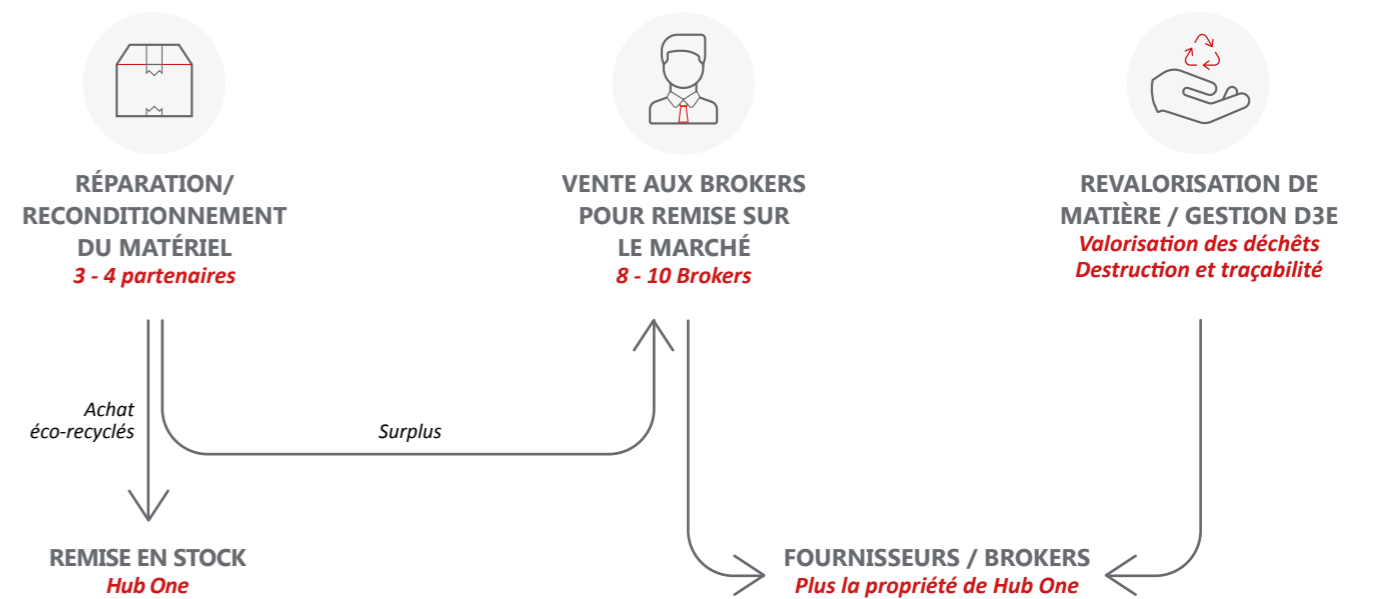 RÉPARATION/
RECONDITIONNEMENT
DU MATÉRIEL
3 - 4 partenaires
VENTE AUX BROKERS
POUR REMISE SUR
LE MARCHÉ
8 - 10 Brokers
REVALORISATION DE
MATIÈRE / GESTION D3E
Valorisation des déchêts
Destruction et traçabilité
Achat
éco-recyclés
Surplus
REMISE EN STOCK
Hub One
FOURNISSEURS / BROKERS
Plus la propriété de Hub One